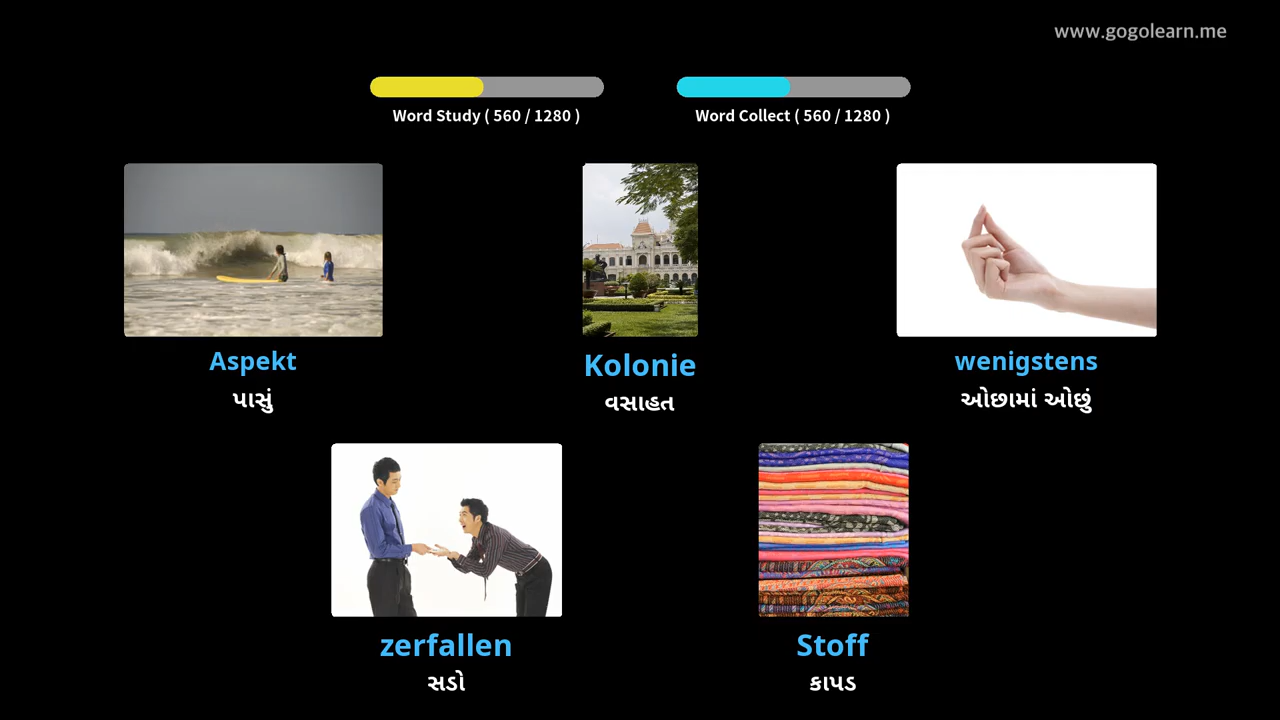 www.gogolearn.me
Word Study ( 560 / 1280 )
Word Collect ( 560 / 1280 )
Aspekt
પાસું
Kolonie
વસાહત
wenigstens
ઓછામાં ઓછું
zerfallen
સડો
Stoff
કાપડ